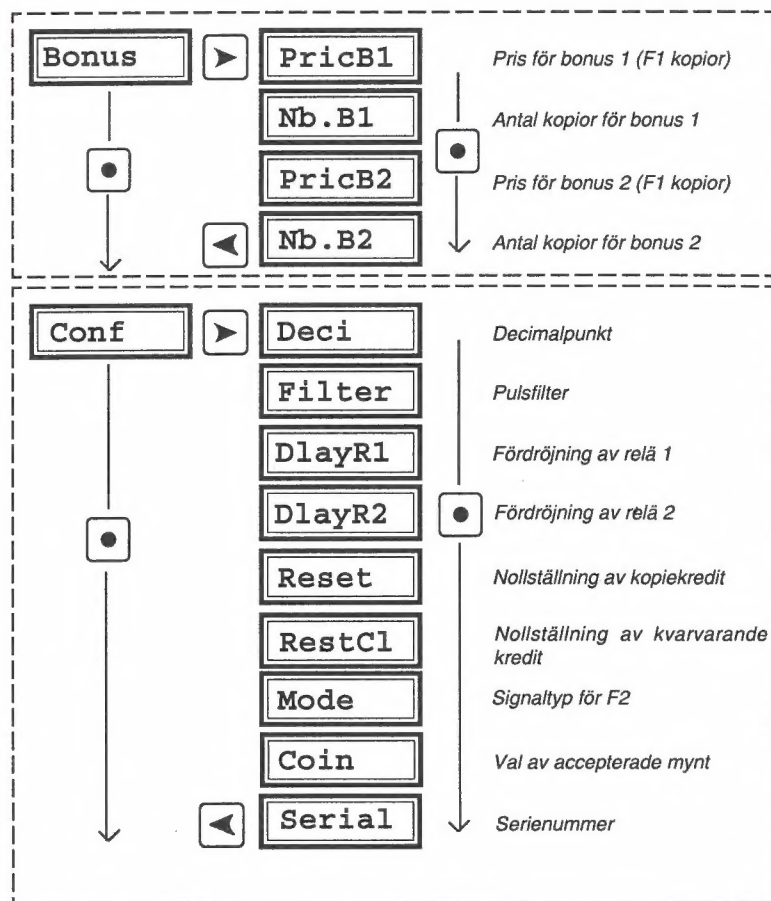 Bonus PricB1 Pris för bonus 1 (F1 kopior)
Nb.B1 Antal kopior för bonus 1
PricB2 Pris för bonus 2 (F1 kopior)
Nb.B2 Antal kopior för bonus 2
Conf Deci Decimalpunkt
Filter Pulsfilter
DlayR1 Fördröjning av relä 1
DlayR2 Fördröjning av relä 2
Reset Nollställning av kopiekredit
RestCl Nollställning av kvarvarande
kredit
Mode Signaltyp för F2
Coin Val av accepterade mynt
Serial Serienummer